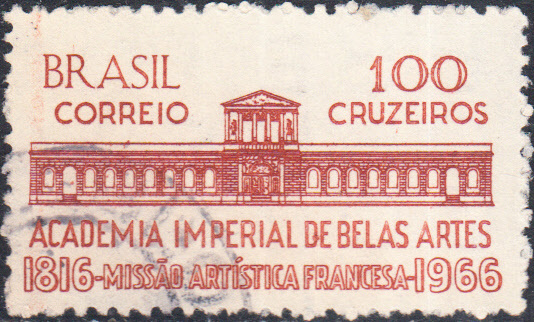 BRASIL 100
CORREIO CRUZEIROS
ACADEMIA IMPERIAL DE BELAS ARTES
1816-MISSÃO ARTÍSTICA FRANCESA-1966